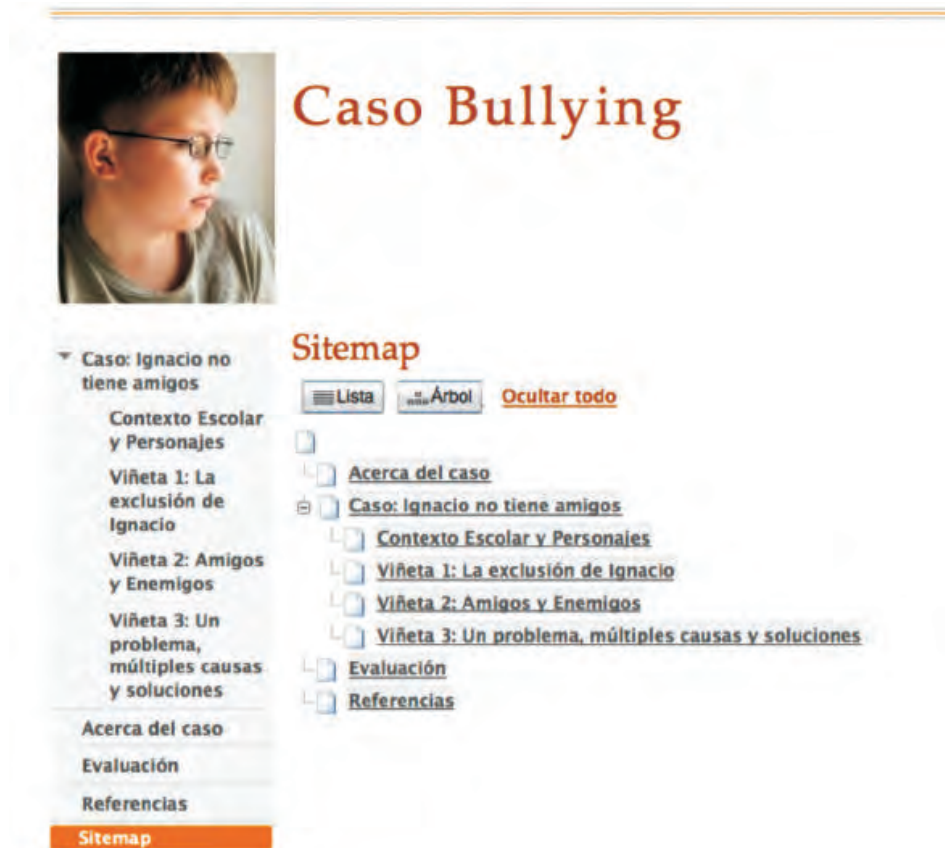 Caso Bullying
Caso: Ignacio no
tiene amigos
Contexto Escolar
y Personajes
Viñeta 1: La
exclusión de
Ignacio
Viñeta 2: Amigos
y Enemigos
Viñeta 3: Un
problema,
múltiples causas
y soluciones
Acerca del caso
Evaluación
Referencias
Sitemap
Sitemap
Lista Árbol Ocultar todo
Acerca del caso
Caso: Ignacio no tiene amigos
Contexto Escolar y Personajes
Viñeta 1: La exclusión de Ignacio
Viñeta 2: Amigos y Enemigos
Viñeta 3: Un problema, múltiples causas y soluciones
Evaluación
Referencias